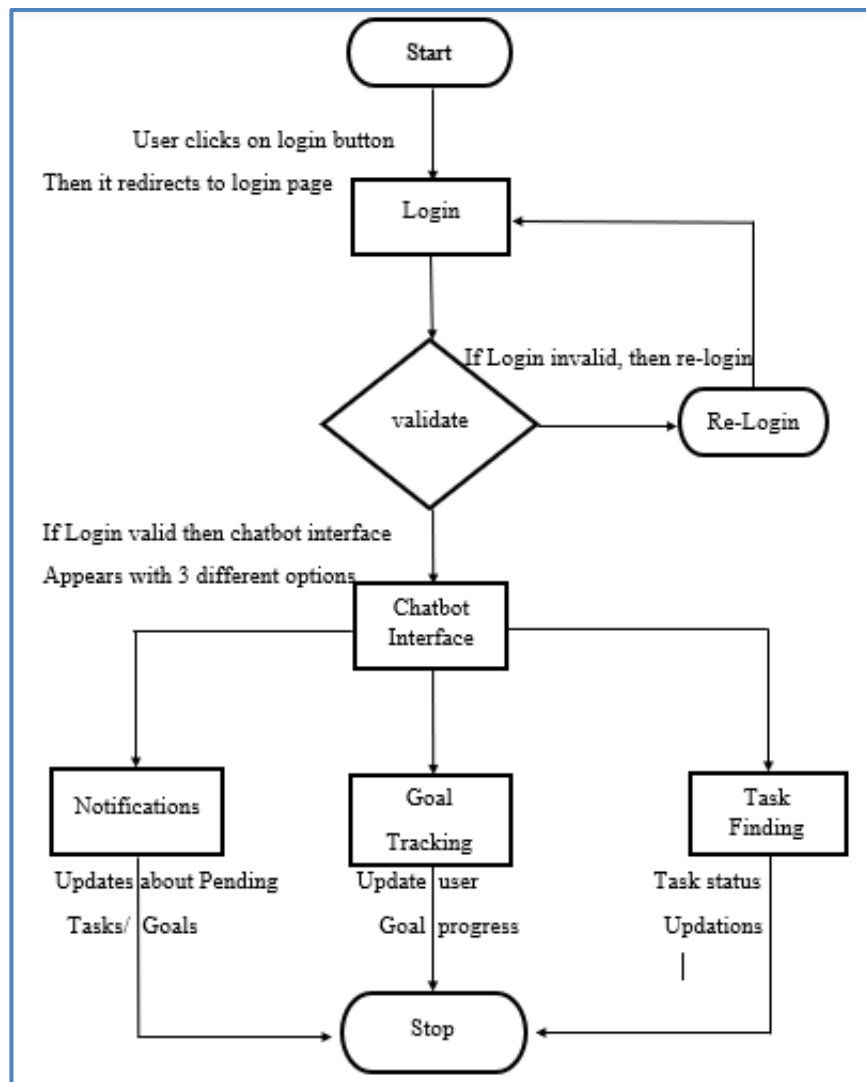 Start
User clicks on login button
Then it redirects to login page
Login
If Login invalid, then re-login
validate
Re-Login
If Login valid then chatbot interface
Appears with 3 different options
Chatbot
Interface
Notifications
Goal
Tracking
Task
Finding
Updates about Pending
Tasks/ Goals
Update user
Goal progress
Task status
Updations
Stop